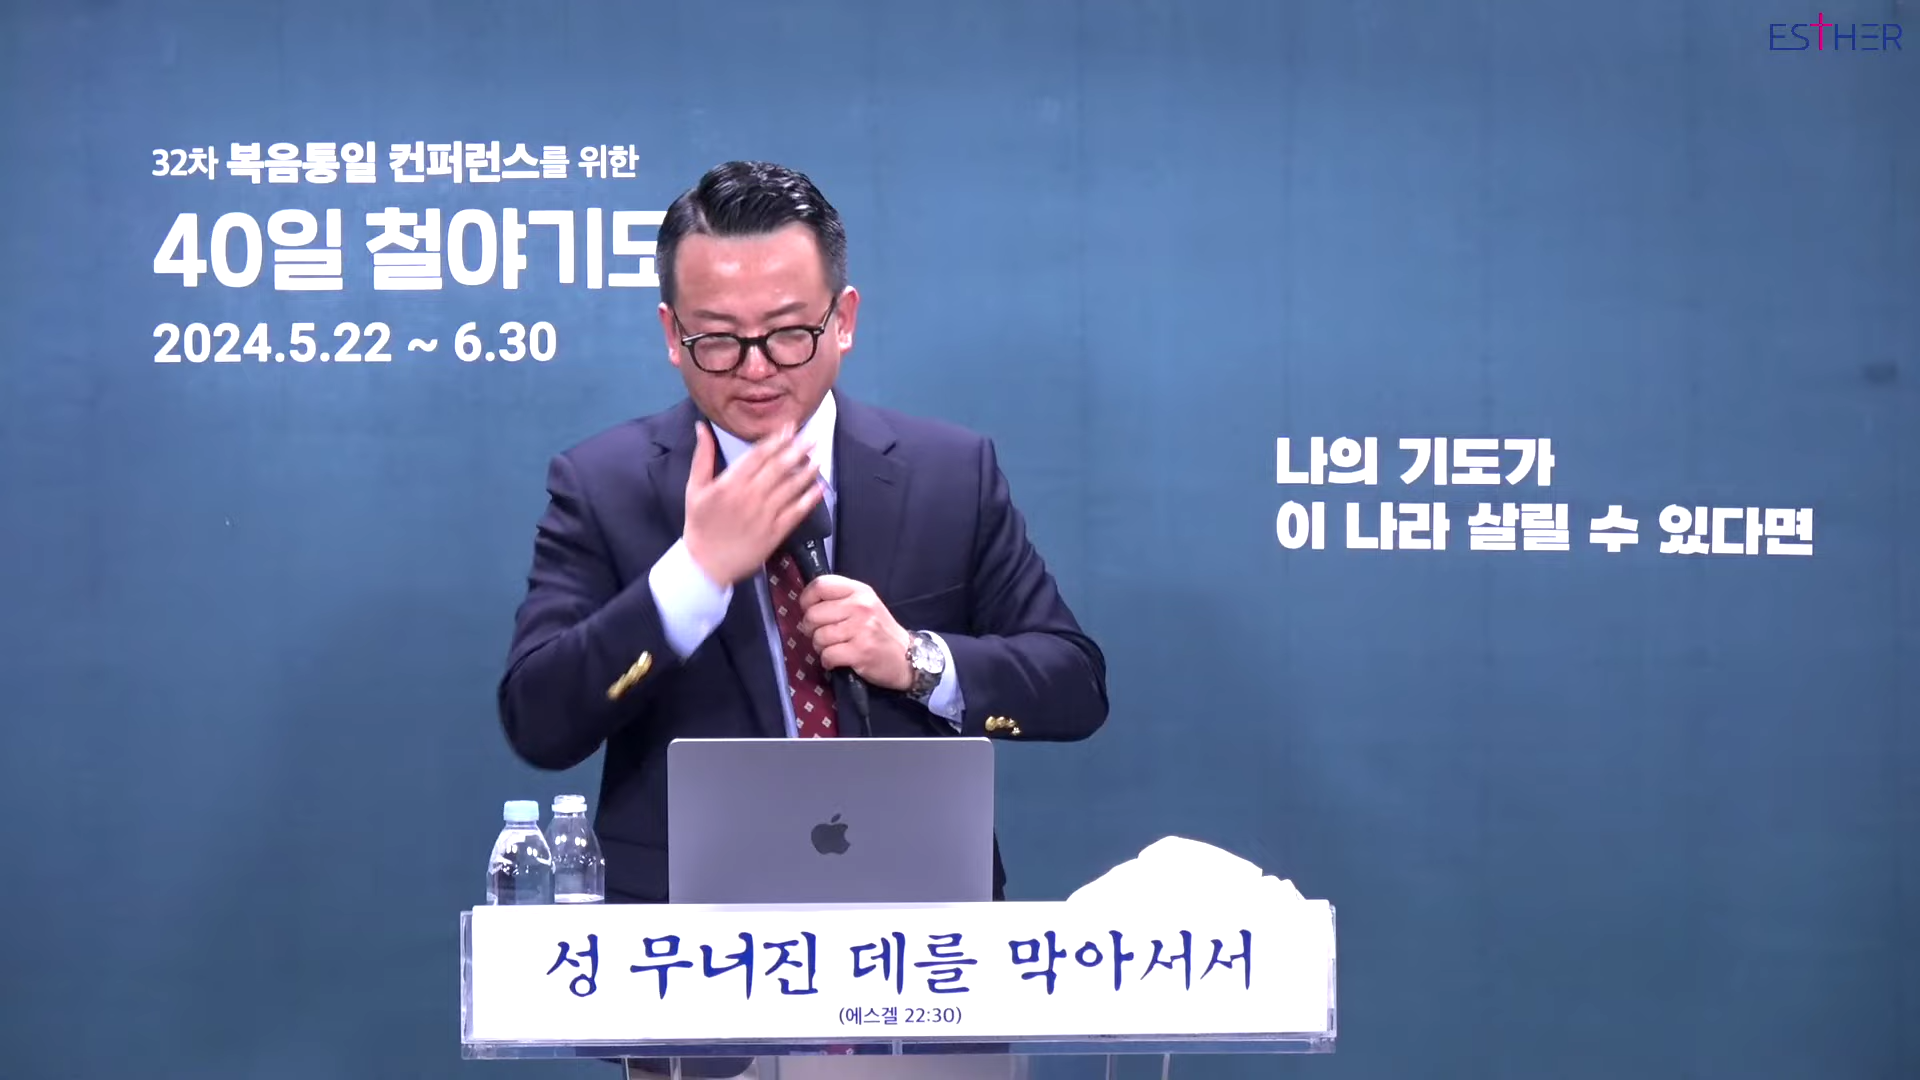 ESTHER
32차 복음통일 컨퍼런스를 위한
40일 철야기도
2024.5.22 ~ 6.30
나의 기도가
이 나라 살릴 수 있다면
성 무너진 데를 막아서서
(에스겔 22:30)